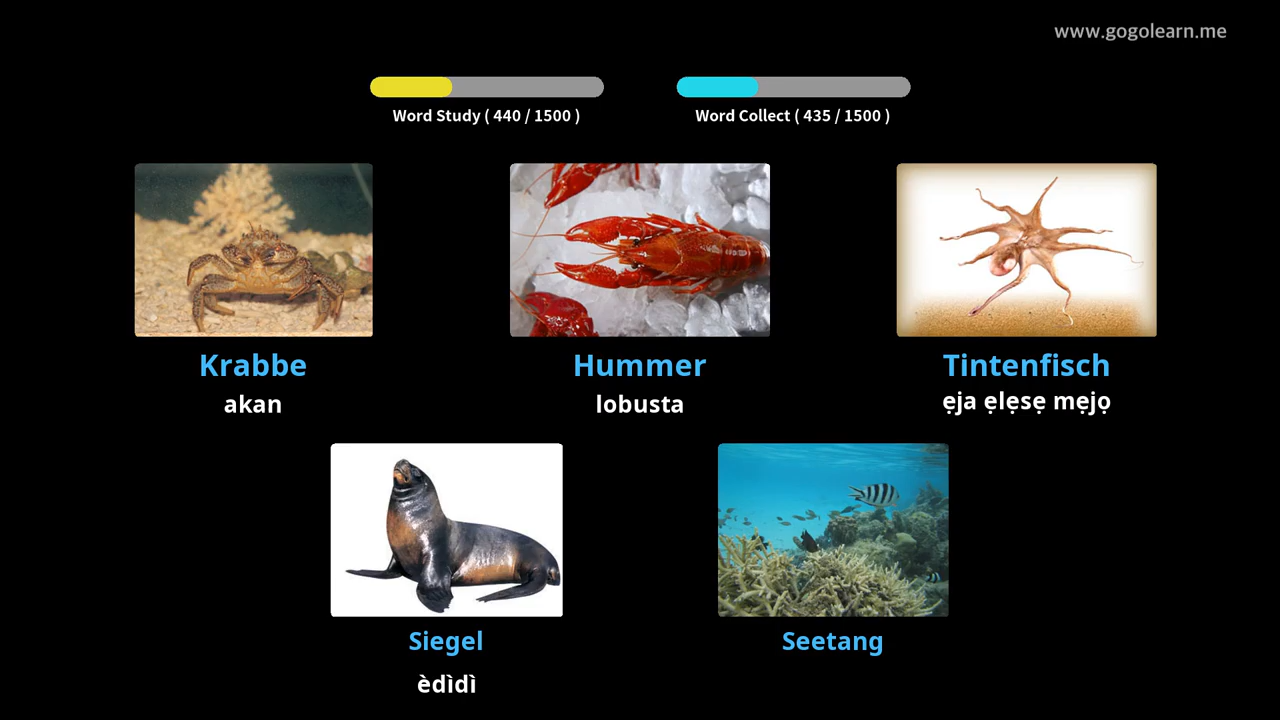 www.gogolearn.me
Word Study ( 440 / 1500 )
Word Collect ( 435 / 1500 )
Krabbe
akan
Hummer
lobusta
Tintenfisch
ẹja ẹlẹsẹ mẹjọ
Siegel
èdìdì
Seetang